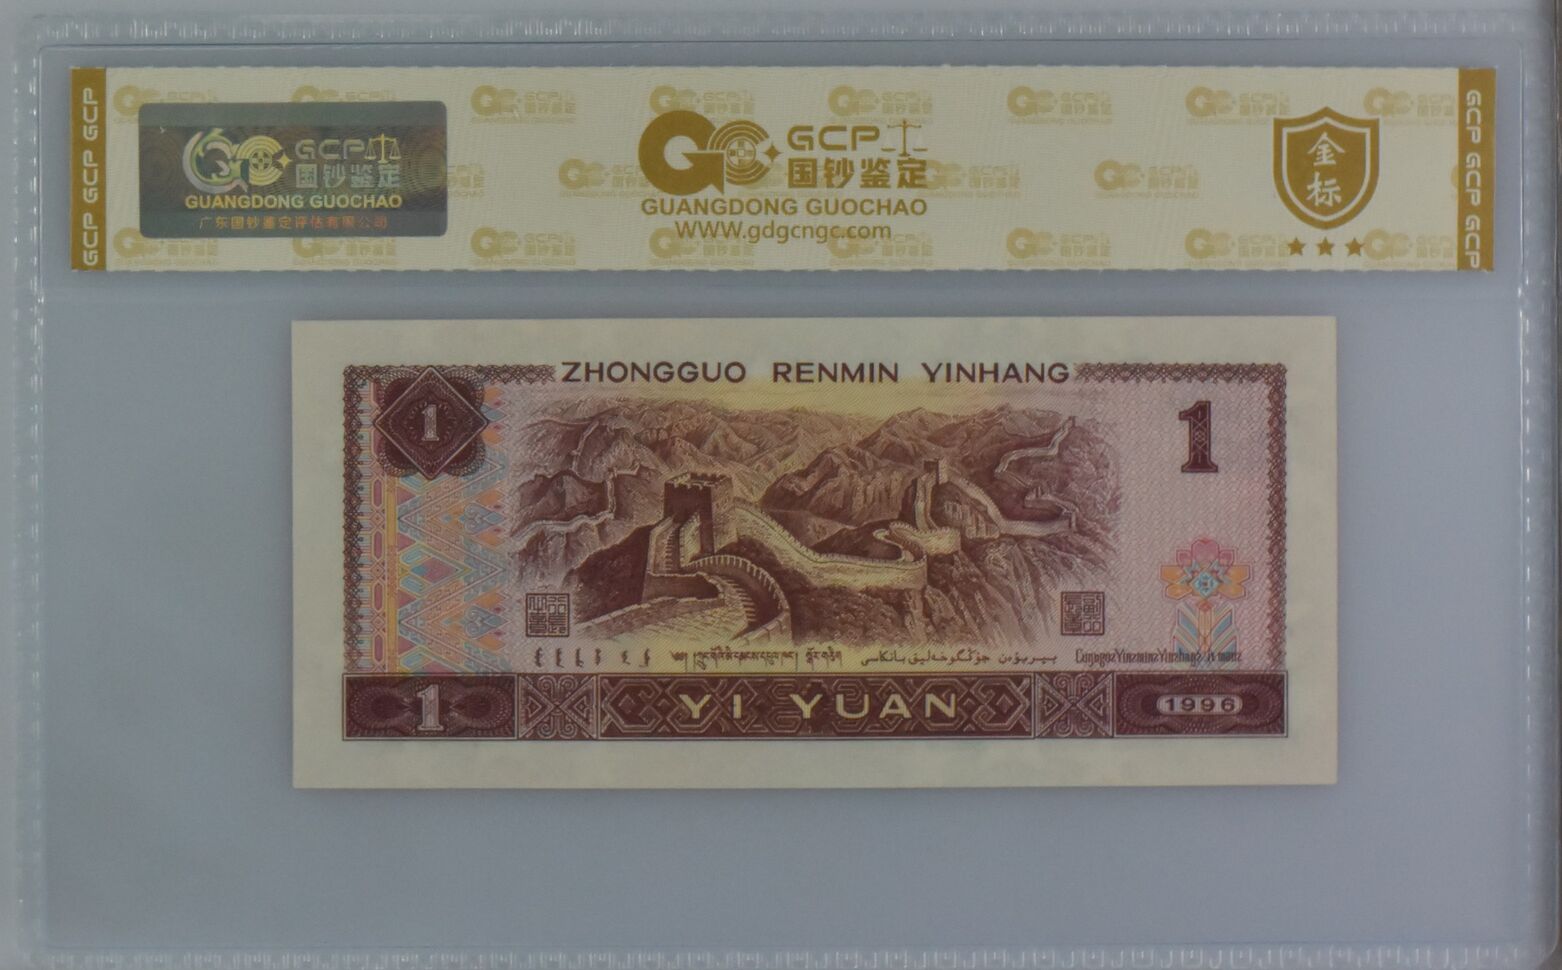 GCP GCP GCP
GCP
国钞鉴定
GUANGDONG GUOCHAO
广东国钞鉴定评估有限公司
GCP
国钞鉴定
GUANGDONG GUOCHAO
WWW.gdgcngc.com
金
标
GCP GCP GCP
ZHONGGUO RENMIN YINHANG
1
1
1
YI YUAN
1996